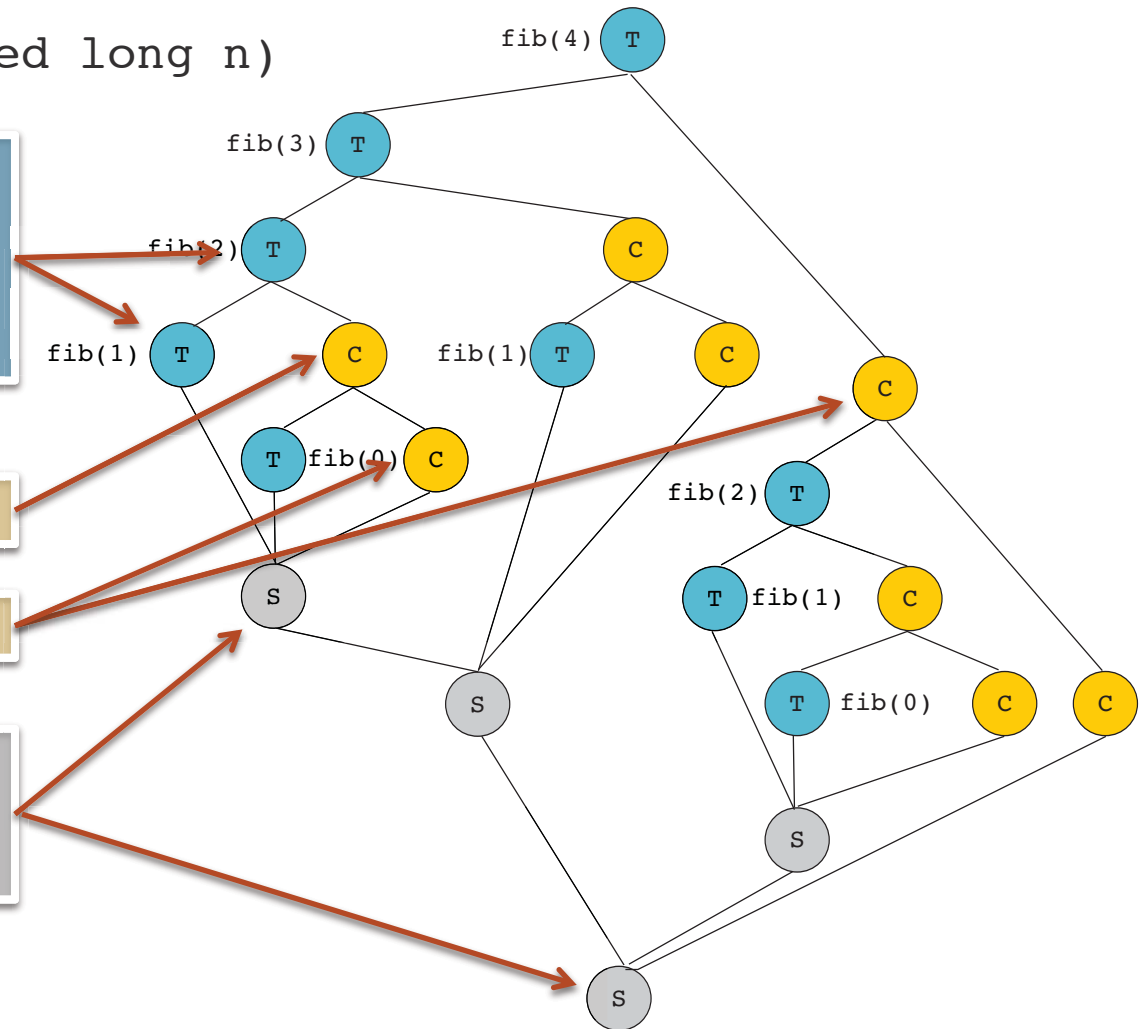 ed long n)
fib(4) T
fib(3) T
fib(2) T C
fib(1) T C fib(1) T C
C
T fib(0) C
fib(2) T
S T fib(1) C
S T fib(0) C C
S
S